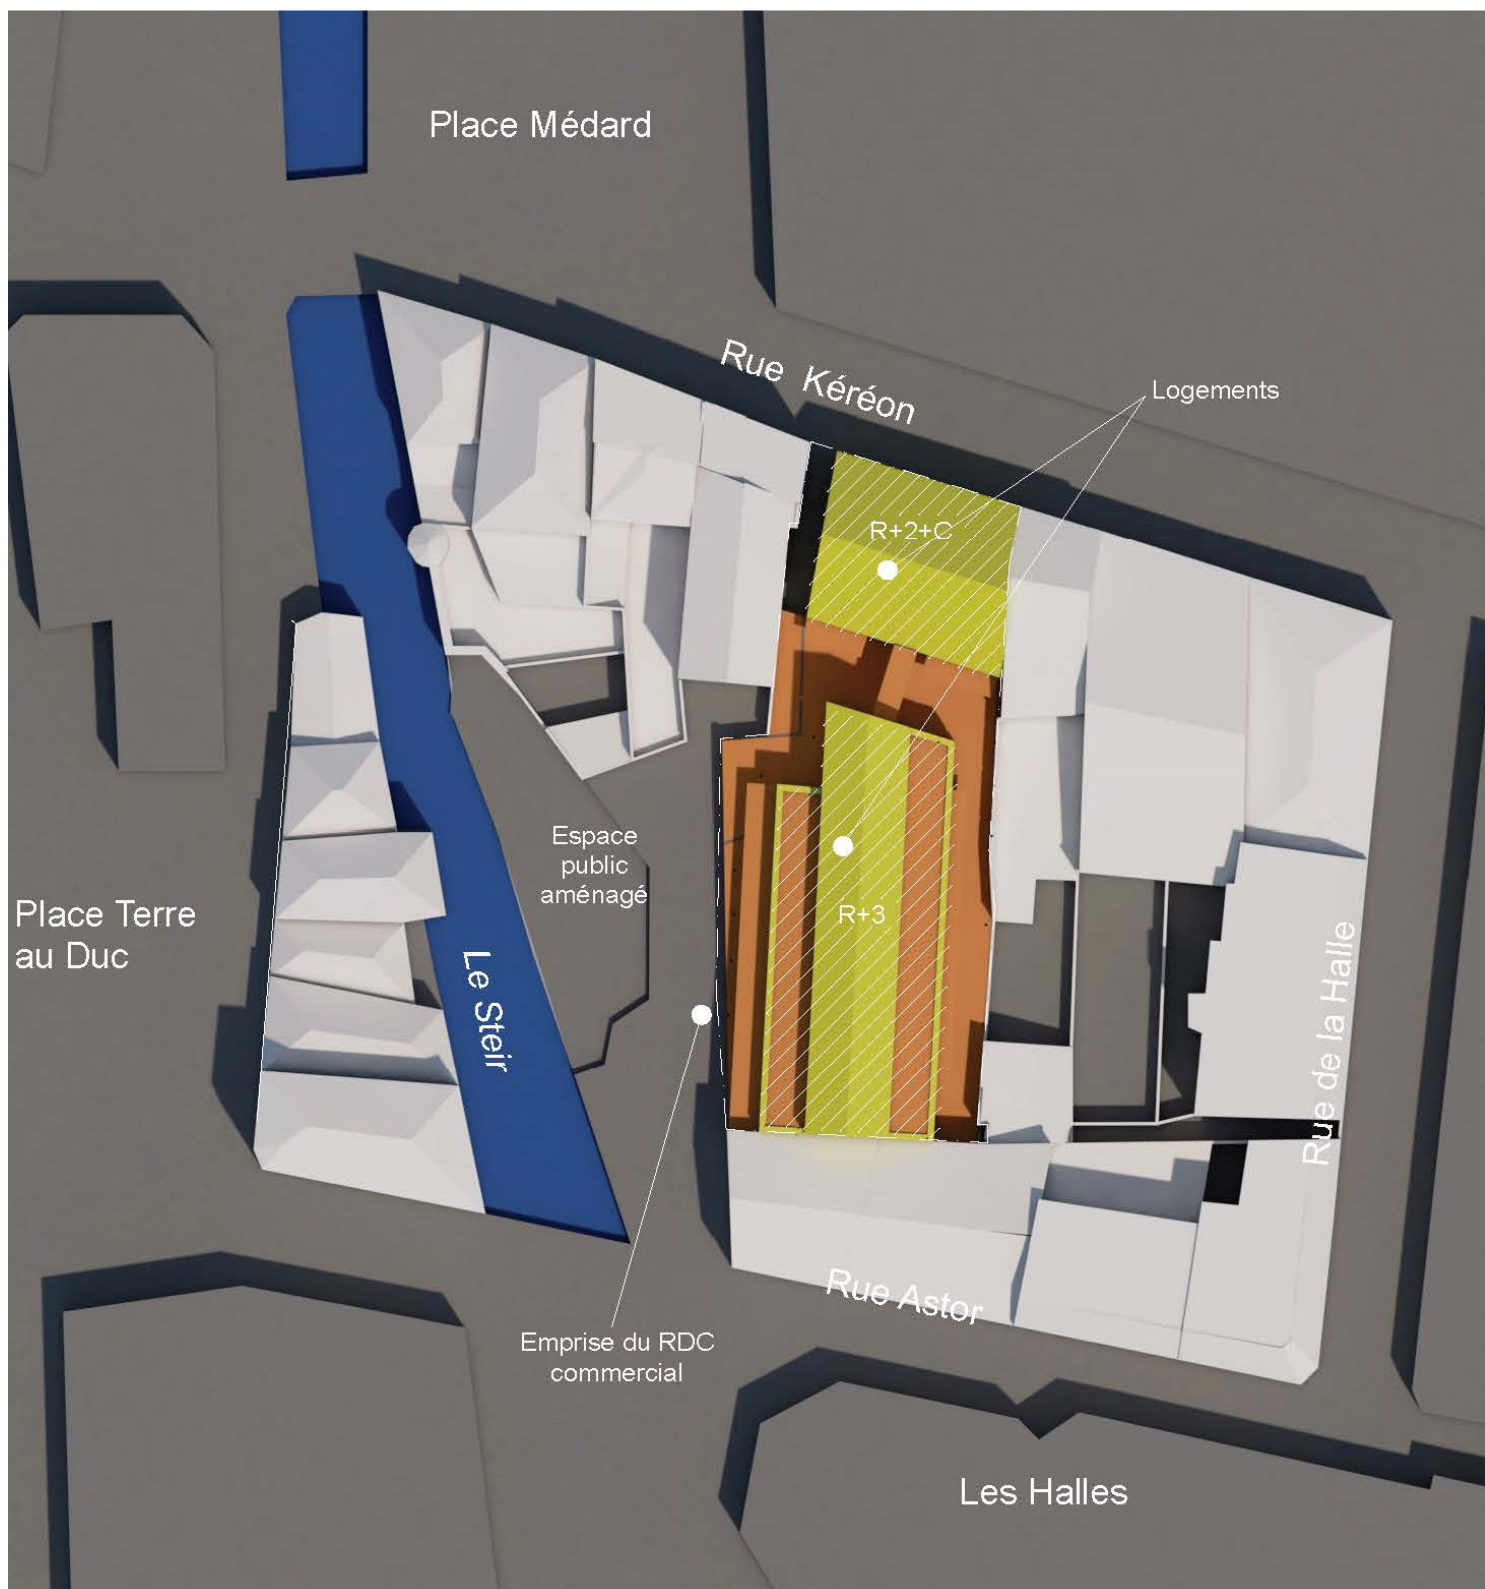 Place Médard
Rue Kéréon
Logements
R+2+C
Espace
public
aménagé
R+3
Place Terre
au Duc
Le Steir
Rue de la Halle
Rue Astor
Emprise du RDC
commercial
Les Halles